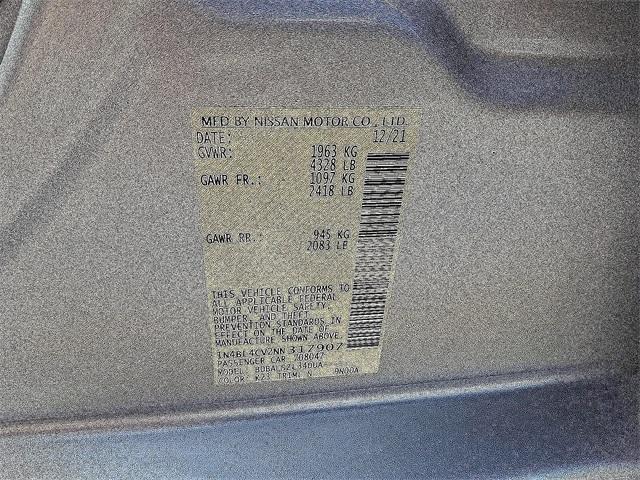 MFD BY NISSAN MOTOR CO., LTD.
DATE: 12/21
GVWR: 1963 KG
4328 LB
GAWR FR.: 1097 KG
2418 LB
GAWR RR.: 945 KG
2083 LB
THIS VEHICLE CONFORMS TO
ALL APPLICABLE FEDERAL
MOTOR VEHICLE SAFETY,
BUMPER, AND THEFT
PREVENTION STANDARDS IN
EFFECT ON THE DATE OF
MANUFACTURE SHOWN ABOVE.
1N4BL4CV2NN 317907
PASSENGER CAR
MODEL:
COLOR: K23 TRIM: N